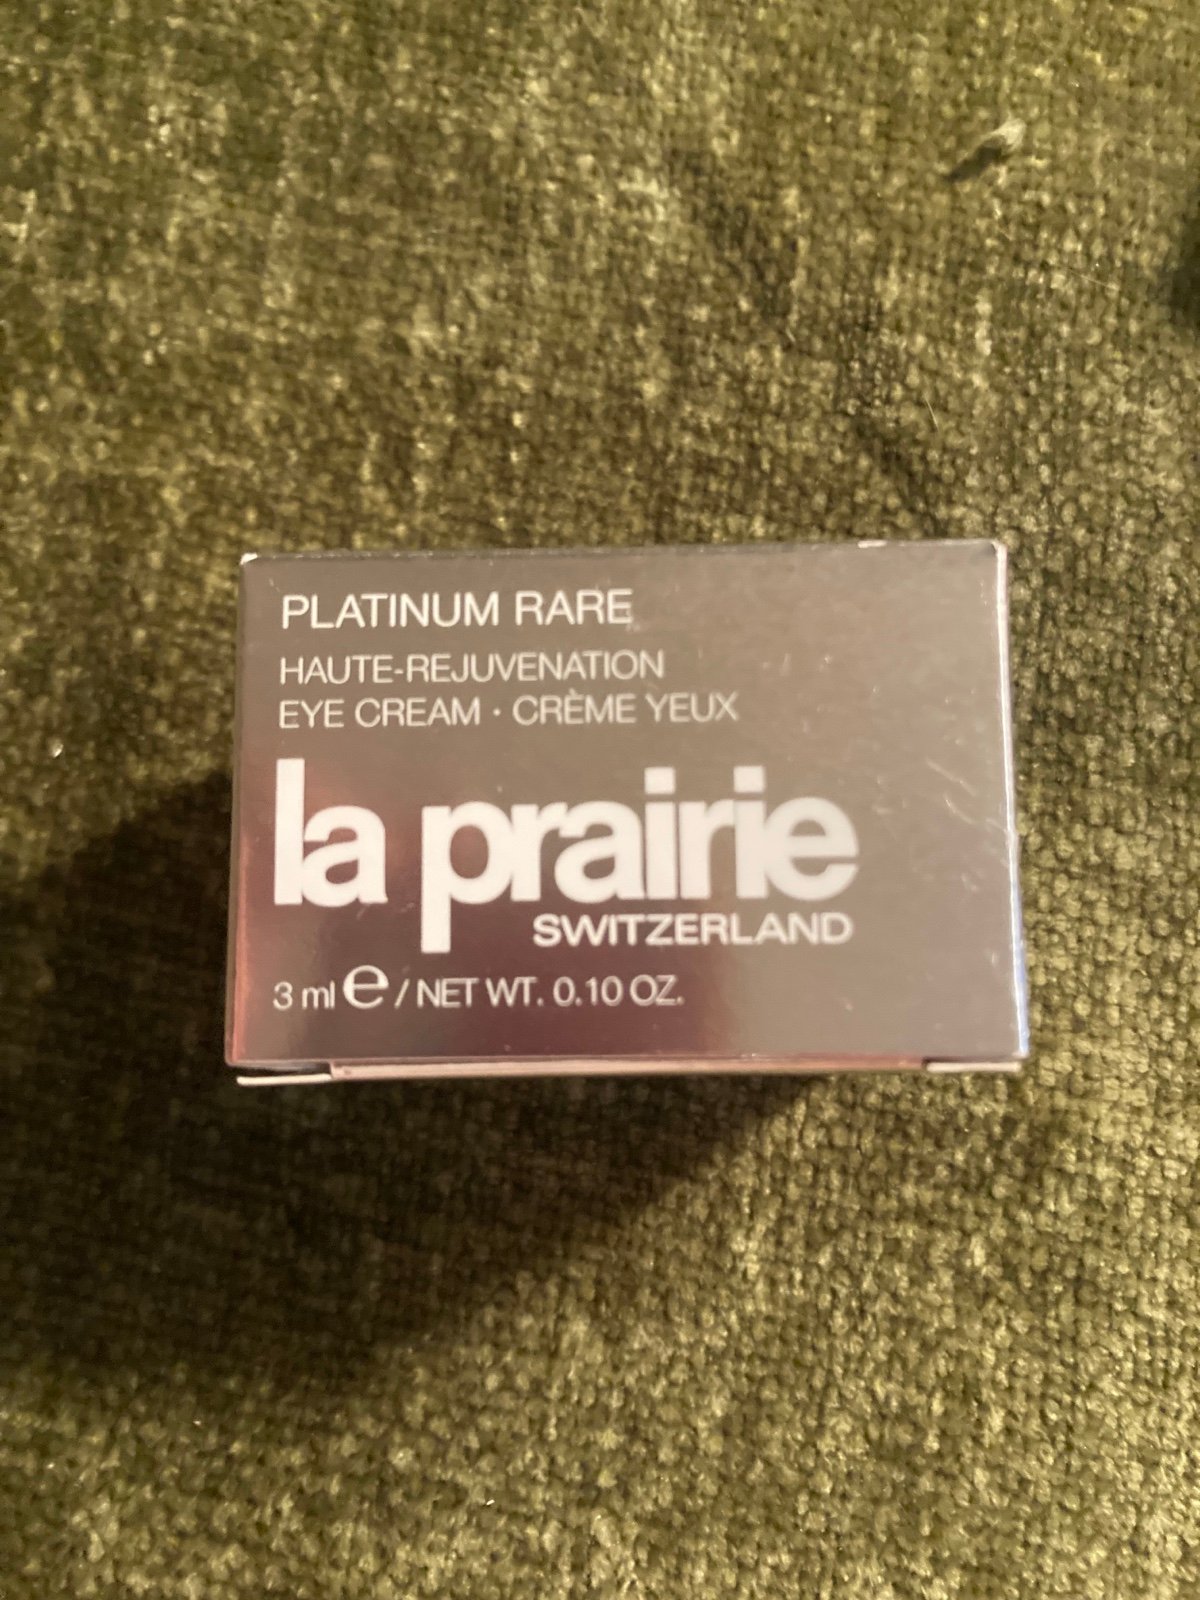 PLATINUM RARE
HAUTE-REJUVENATION
EYE CREAM · CRÈME YEUX
la prairie
SWITZERLAND
3 ml ℮ / NET WT. 0.10 OZ.